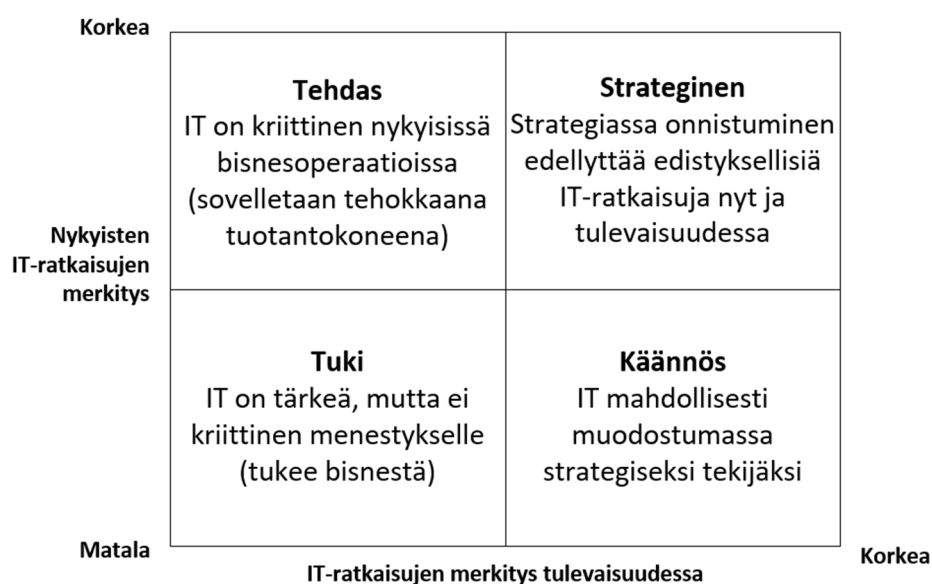 Korkea
Tehdas
IT on kriittinen nykyisissä
bisnesoperaatioissa
(sovelletaan tehokkaana
tuotantokoneena)
Strateginen
Strategiassa onnistuminen
edellyttää edistyksellisiä
IT-ratkaisuja nyt ja
tulevaisuudessa
Nykyisten
IT-ratkaisujen
merkitys
Tuki
IT on tärkeä, mutta ei
kriittinen menestykselle
(tukee bisnestä)
Käännös
IT mahdollisesti
muodostumassa
strategiseksi tekijäksi
Matala
IT-ratkaisujen merkitys tulevaisuudessa
Korkea